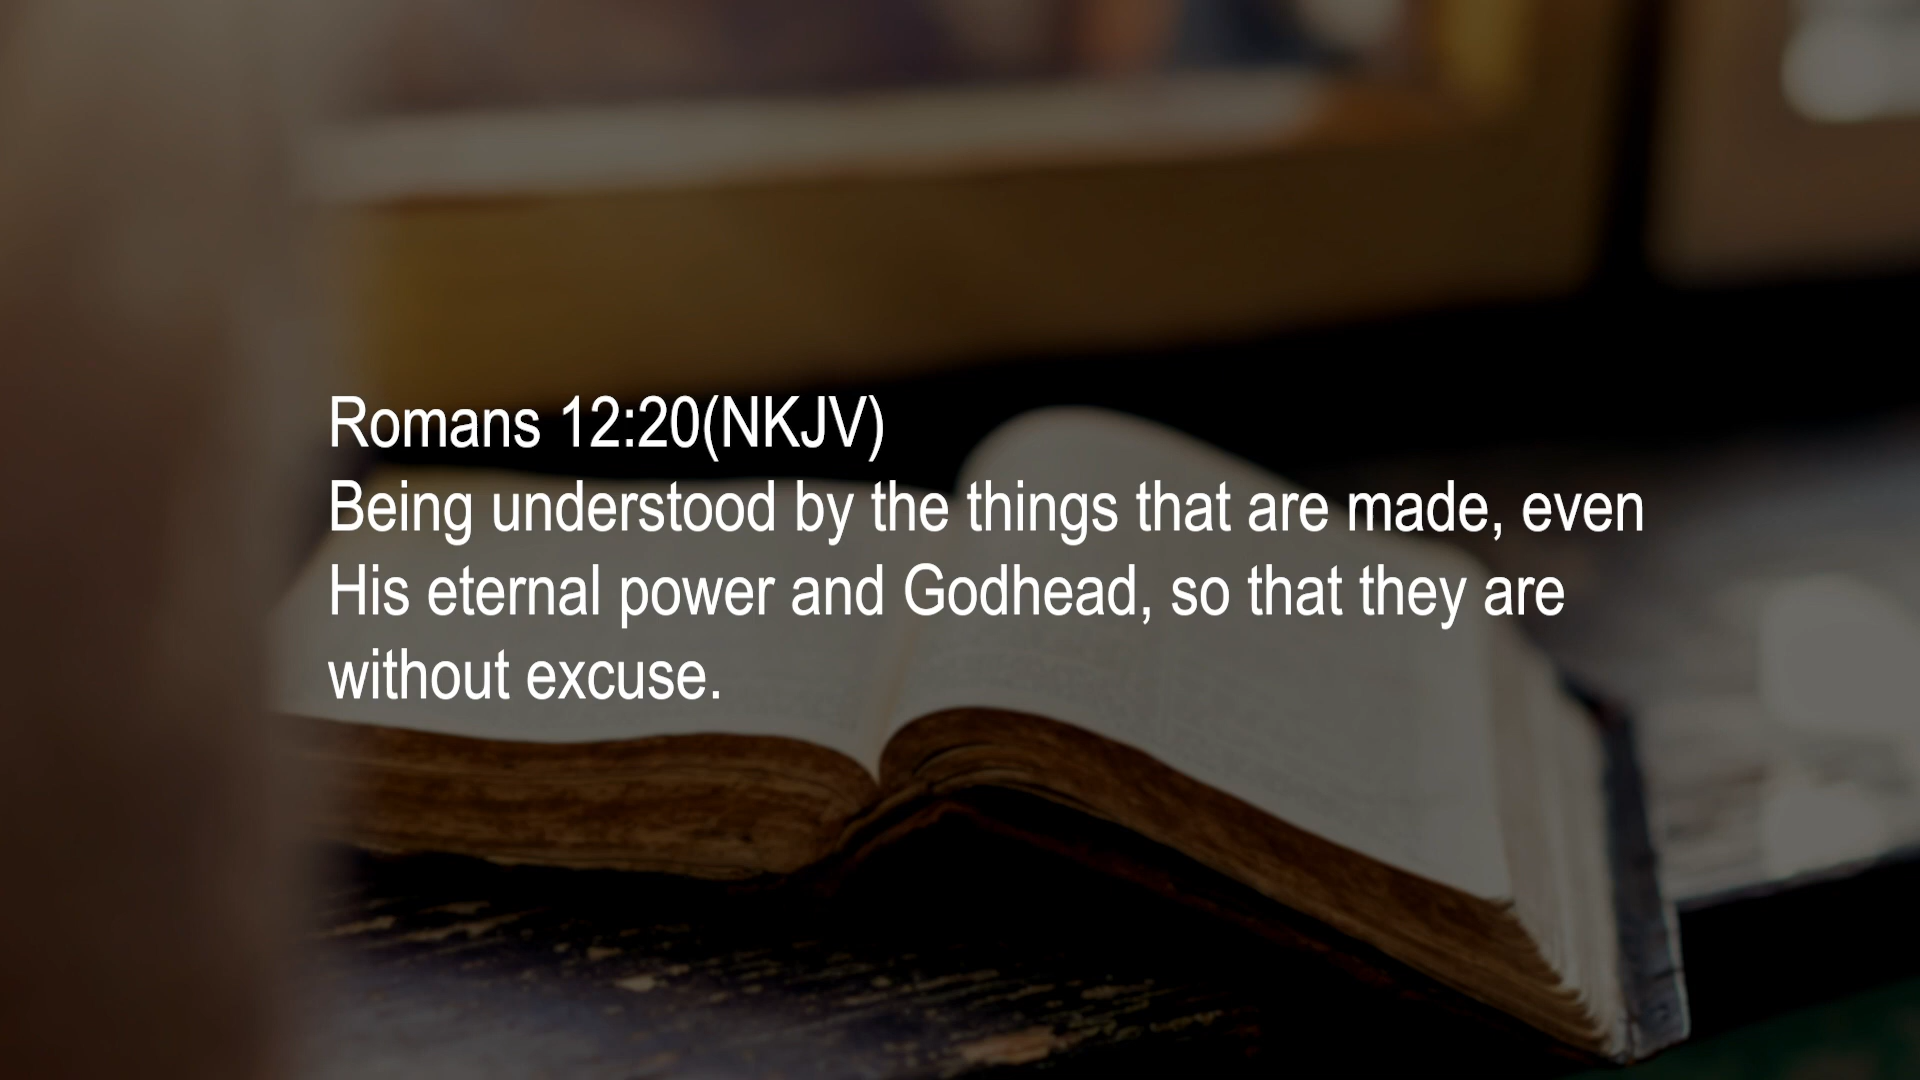 Romans 12:20(NKJV)
Being understood by the things that are made, even
His eternal power and Godhead, so that they are
without excuse.